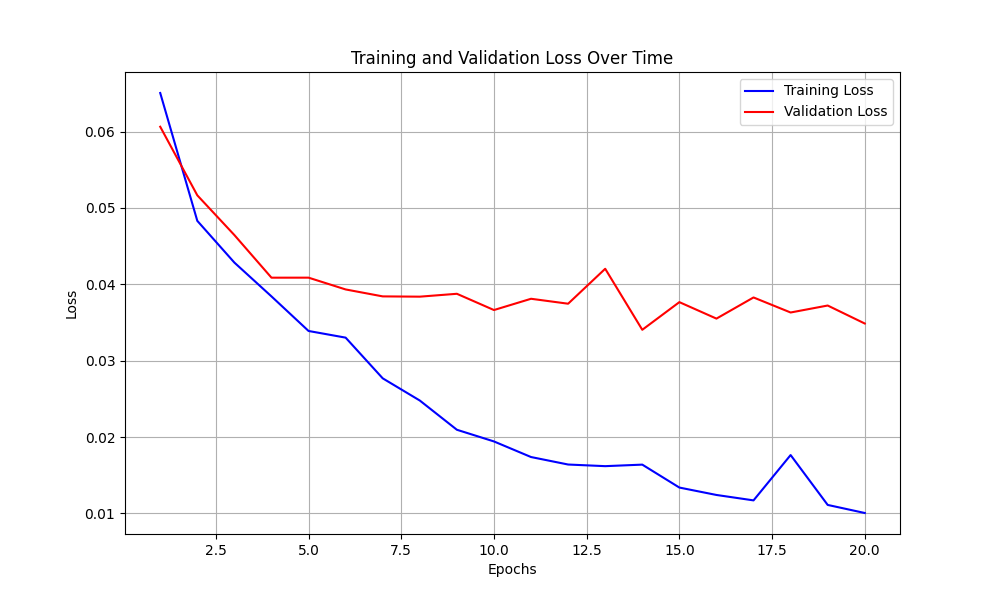 Training and Validation Loss Over Time
Training Loss
Validation Loss
Loss
0.06
0.05
0.04
0.03
0.02
0.01
2.5 5.0 7.5 10.0 12.5 15.0 17.5 20.0
Epochs